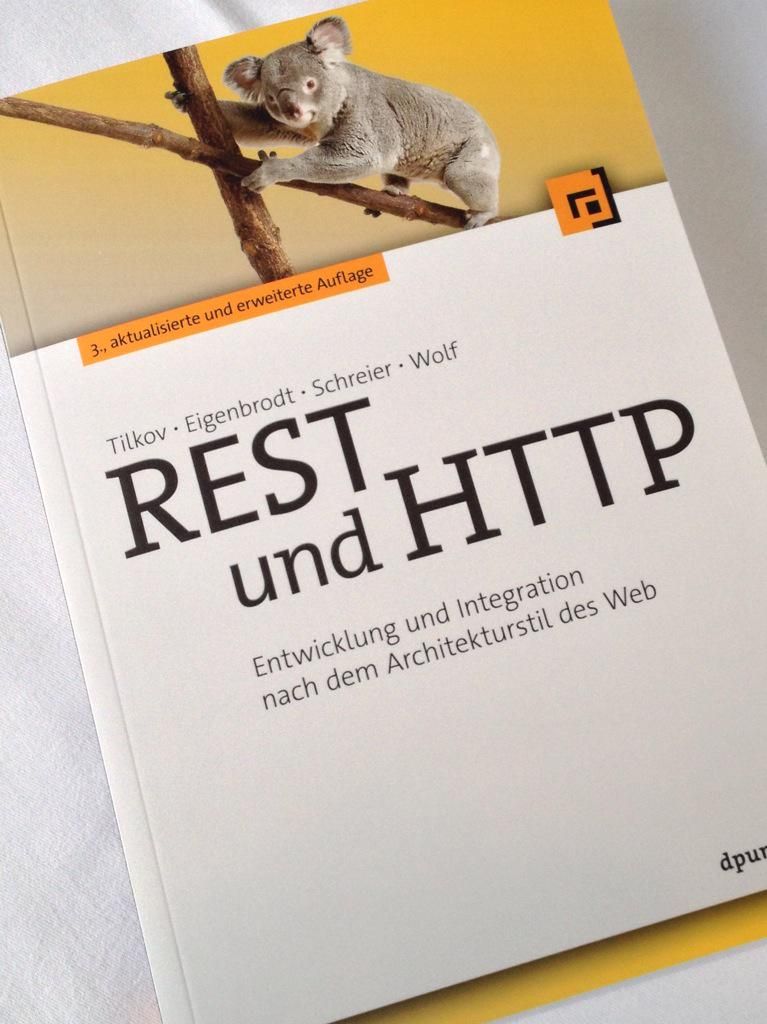 3., aktualisierte und erweiterte Auflage
Tilkov · Eigenbrodt · Schreier · Wolf
REST
und HTTP
Entwicklung und Integration
nach dem Architekturstil des Web